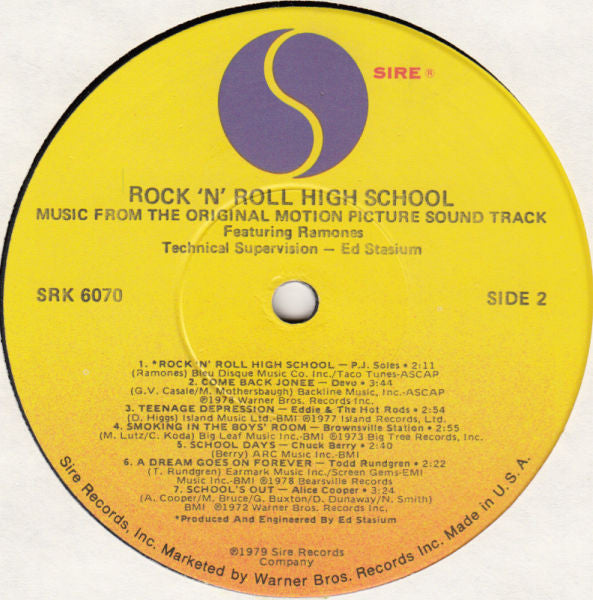 SIRE ®
ROCK 'N' ROLL HIGH SCHOOL
MUSIC FROM THE ORIGINAL MOTION PICTURE SOUND TRACK
Featuring Ramones
Technical Supervision — Ed Stasium
SRK 6070
SIDE 2
1. *ROCK 'N' ROLL HIGH SCHOOL — P.J. Soles • 2:11
(Ramones) Bleu Disque Music Co. Inc./Taco Tunes-ASCAP
2. COME BACK JONEE — Devo • 3:44
(G.V. Casale/M. Mothersbaugh) Backline Music, Inc.-ASCAP
℗1978 Warner Bros. Records Inc.
3. TEENAGE DEPRESSION — Eddie & The Hot Rods • 2:54
(D. Higgs) Island Music Ltd.-BMI ℗1977 Island Records, Ltd.
4. SMOKING IN THE BOYS' ROOM — Brownsville Station • 2:55
(M. Lutz/C. Koda) Big Leaf Music Inc.-BMI ℗1973 Big Tree Records, Inc.
5. SCHOOL DAYS — Chuck Berry • 2:40
(Berry) ARC Music Inc.-BMI
6. A DREAM GOES ON FOREVER — Todd Rundgren • 2:22
(T. Rundgren) Earmark Music Inc./Screen Gems-EMI
Music Inc.-BMI ℗1978 Bearsville Records
7. SCHOOL'S OUT — Alice Cooper • 3:24
(A. Cooper/M. Bruce/G. Buxton/D. Dunaway/N. Smith)
BMI ℗1972 Warner Bros. Records Inc.
*Produced And Engineered By Ed Stasium
℗1979 Sire Records
Company
Sire Records, Inc. Marketed by Warner Bros. Records Inc. Made in U.S.A.